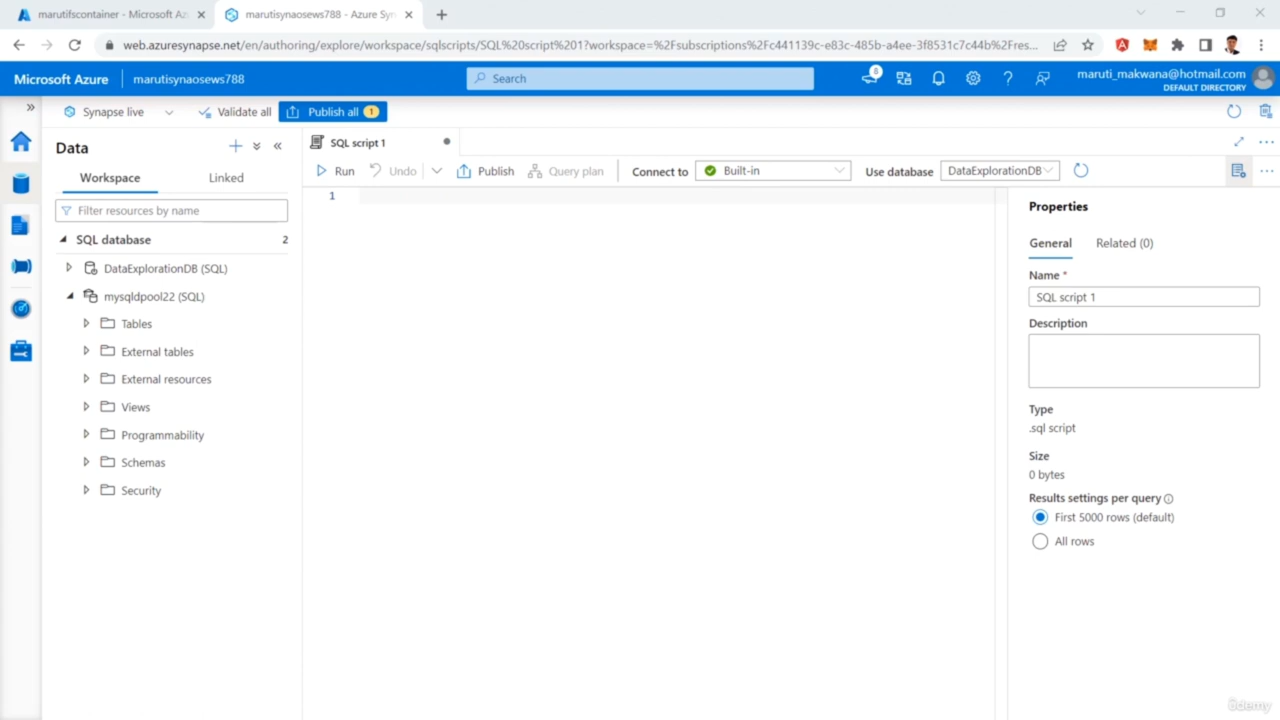 marutifscontainer - Microsoft Az
marutisynaosews788 - Azure Syn
web.azuresynapse.net/en/authoring/explore/workspace/sqlscripts/SQL%20script%201?workspace=%2Fsubscriptions%2Fc441139c-e83c-485b-a4ee-3f8531c7c44b%2Fres...
Microsoft Azure
marutisynaosews788
Search
8
maruti_makwana@hotmail.com
DEFAULT DIRECTORY
Synapse live
Validate all
Publish all
1
Data
Workspace
Linked
Filter resources by name
SQL database
2
DataExplorationDB (SQL)
mysqldpool22 (SQL)
Tables
External tables
External resources
Views
Programmability
Schemas
Security
SQL script 1
Run
Undo
Publish
Query plan
Connect to
Built-in
Use database
DataExplorationDB
1
Properties
General
Related (0)
Name *
SQL script 1
Description
Type
.sql script
Size
0 bytes
Results settings per query
First 5000 rows (default)
All rows
ûdemy